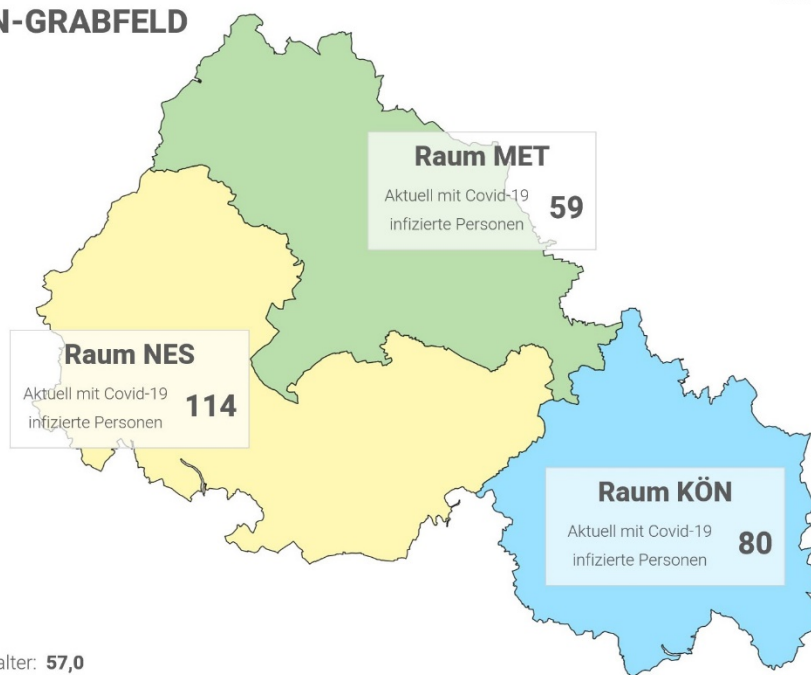 N-GRABFELD
Raum MET
Aktuell mit Covid-19
infizierte Personen
59
Raum NES
Aktuell mit Covid-19
infizierte Personen
114
Raum KÖN
Aktuell mit Covid-19
infizierte Personen
80
alter: 57,0